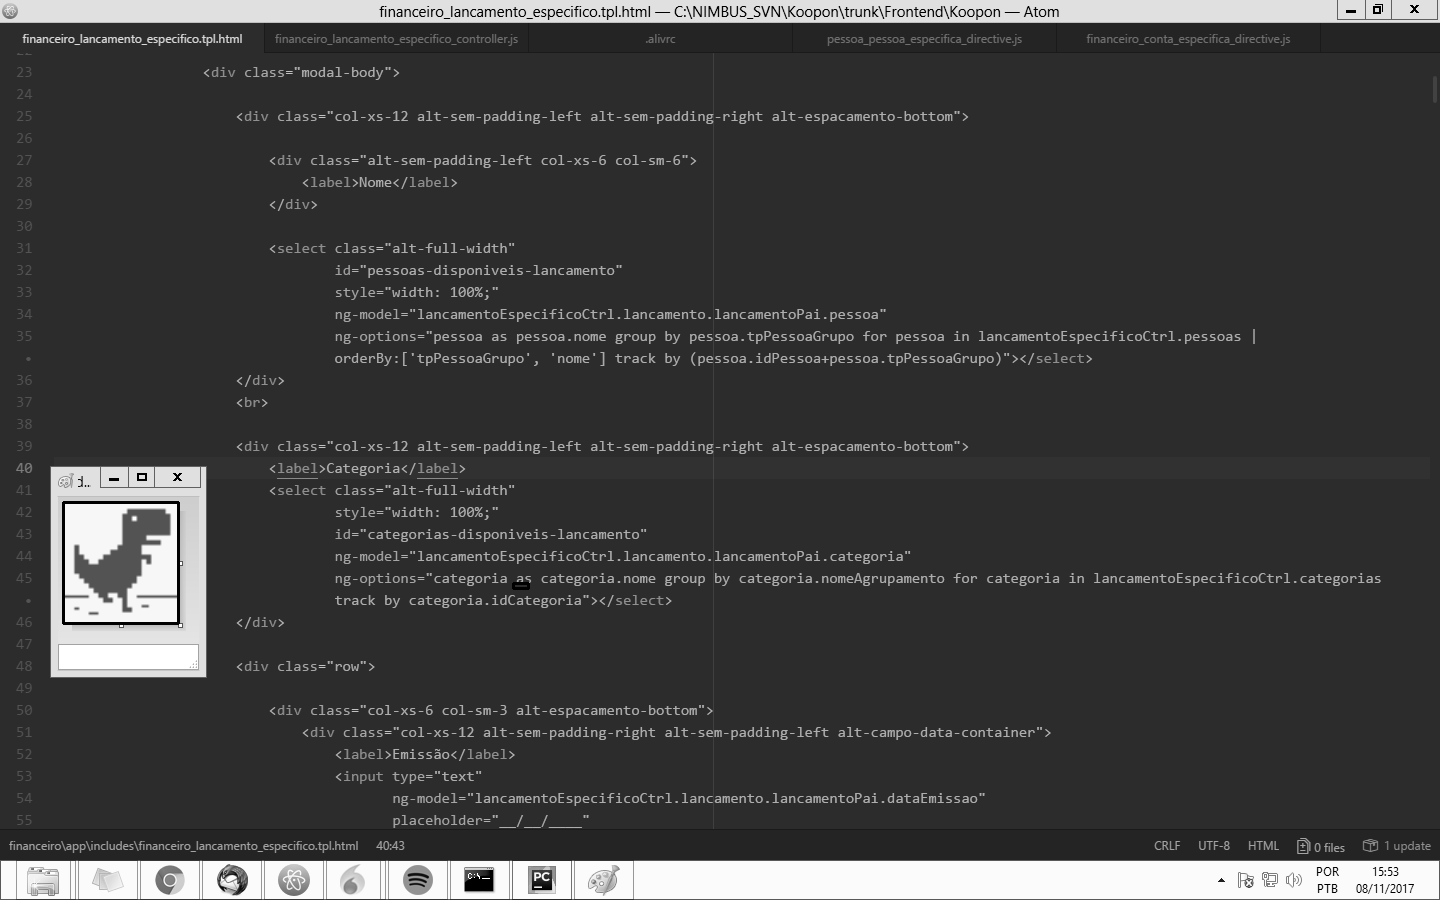 financeiro_lancamento_especifico.tpl.html — C:\NIMBUS_SVN\Koopon\trunk\Frontend\Koopon — Atom
financeiro_lancamento_especifico.tpl.html financeiro_lancamento_especifico_controller.js .alivrc pessoa_pessoa_especifica_directive.js financeiro_conta_especifica_directive.js
23 <div class="modal-body">
24
25 <div class="col-xs-12 alt-sem-padding-left alt-sem-padding-right alt-espacamento-bottom">
26
27 <div class="alt-sem-padding-left col-xs-6 col-sm-6">
28 <label>Nome</label>
29 </div>
30
31 <select class="alt-full-width"
32 id="pessoas-disponiveis-lancamento"
33 style="width: 100%;"
34 ng-model="lancamentoEspecificoCtrl.lancamento.lancamentoPai.pessoa"
35 ng-options="pessoa as pessoa.nome group by pessoa.tpPessoaGrupo for pessoa in lancamentoEspecificoCtrl.pessoas |
• orderBy:['tpPessoaGrupo', 'nome'] track by (pessoa.idPessoa+pessoa.tpPessoaGrupo)"></select>
36 </div>
37 <br>
38
39 <div class="col-xs-12 alt-sem-padding-left alt-sem-padding-right alt-espacamento-bottom">
40 <label>Categoria</label>
41 <select class="alt-full-width"
42 style="width: 100%;"
43 id="categorias-disponiveis-lancamento"
44 ng-model="lancamentoEspecificoCtrl.lancamento.lancamentoPai.categoria"
45 ng-options="categoria as categoria.nome group by categoria.nomeAgrupamento for categoria in lancamentoEspecificoCtrl.categorias
• track by categoria.idCategoria"></select>
46 </div>
47
48 <div class="row">
49
50 <div class="col-xs-6 col-sm-3 alt-espacamento-bottom">
51 <div class="col-xs-12 alt-sem-padding-right alt-sem-padding-left alt-campo-data-container">
52 <label>Emissão</label>
53 <input type="text"
54 ng-model="lancamentoEspecificoCtrl.lancamento.lancamentoPai.dataEmissao"
55 placeholder="__/__/____"
financeiro\app\includes\financeiro_lancamento_especifico.tpl.html 40:43 CRLF UTF-8 HTML 0 files 1 update
C:\_
PC
POR 15:53
PTB 08/11/2017